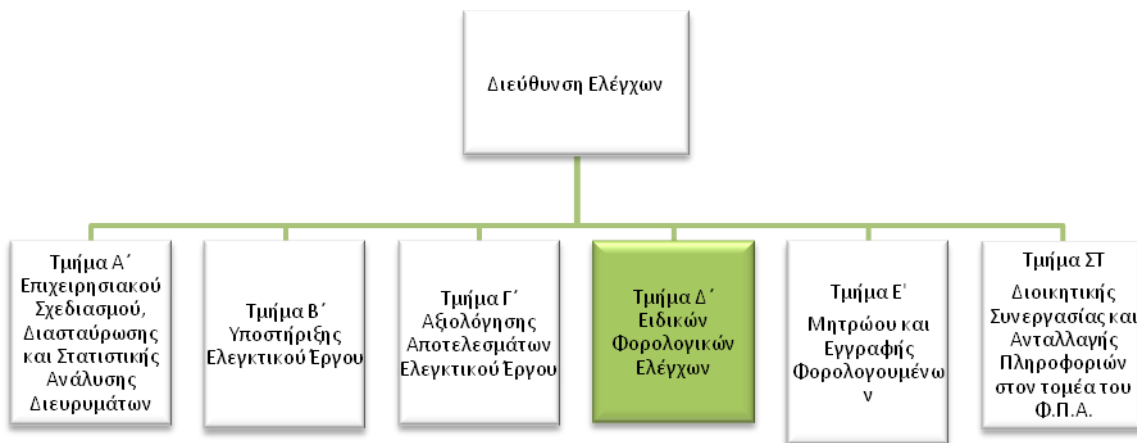 Διεύθυνση Ελέγχων
Τμήμα Α΄
Επιχειρησιακού
Σχεδιασμού,
Διασταύρωσης
και Στατιστικής
Ανάλυσης
Διευρυμάτων
Τμήμα Β΄
Υποστήριξης
Ελεγκτικού Έργου
Τμήμα Γ΄
Αξιολόγησης
Αποτελεσμάτων
Ελεγκτικού Έργου
Τμήμα Δ΄
Ειδικών
Φορολογικών
Ελέγχων
Τμήμα Ε'
Μητρώου και
Εγγραφής
Φορολογουμένω
ν
Τμήμα ΣΤ
Διοικητικής
Συνεργασίας και
Ανταλλαγής
Πληροφοριών
στον τομέα του
Φ.Π.Α.